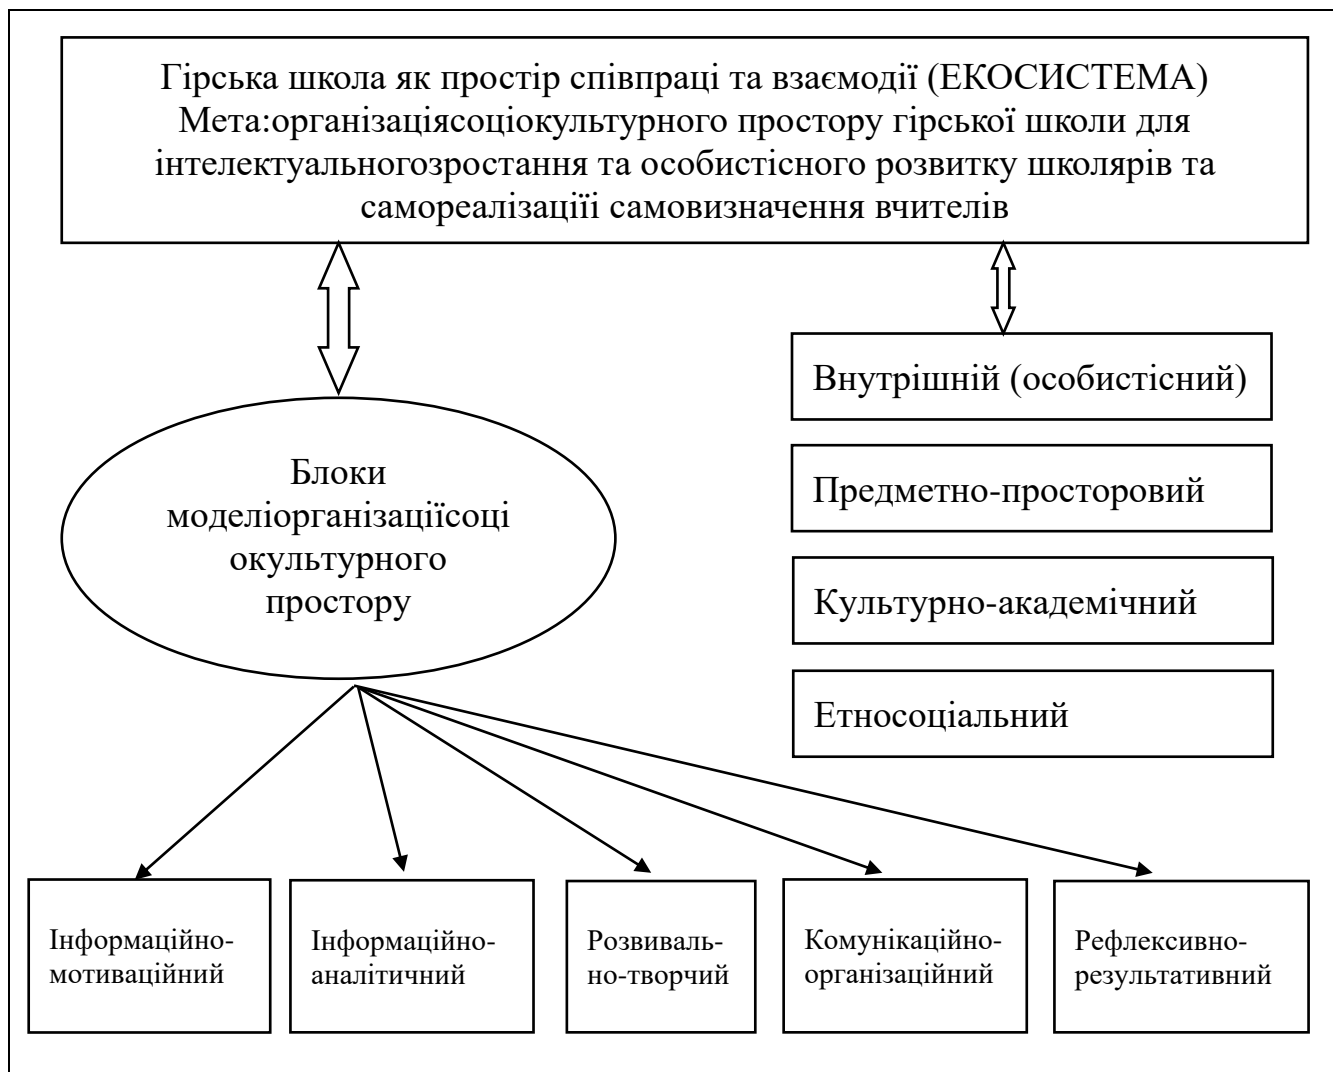 Гірська школа як простір співпраці та взаємодії (ЕКОСИСТЕМА)
Мета:організаціясоціокультурного простору гірської школи для
інтелектуальногозростання та особистісного розвитку школярів та
самореалізаціїі самовизначення вчителів
Внутрішній (особистісний)
Предметно-просторовий
Культурно-академічний
Етносоціальний
Блоки
моделіорганізаціїсоці
окультурного
простору
Інформаційно-
мотиваційний
Інформаційно-
аналітичний
Розвиваль-
но-творчий
Комунікаційно-
організаційний
Рефлексивно-
результативний